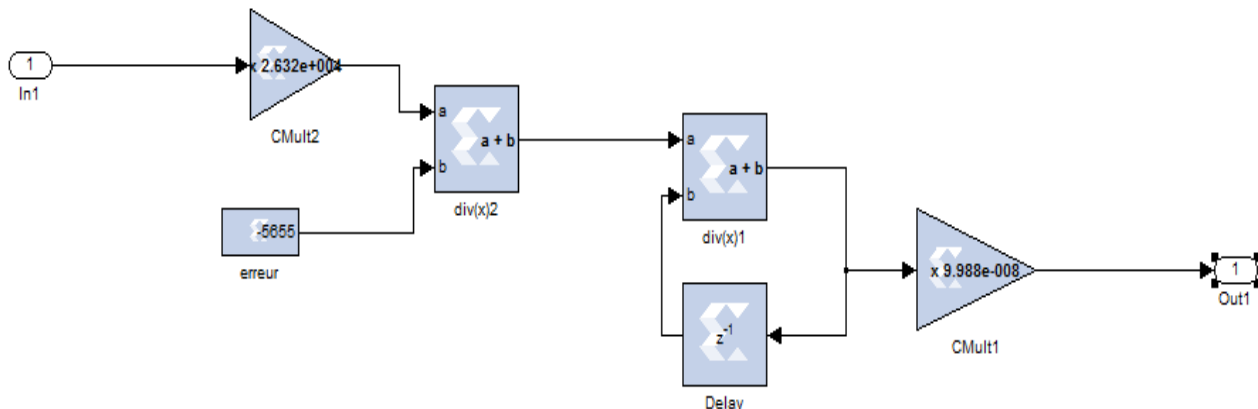 1
In1
x 2.632e+004
CMult2
a
b
a + b
div(x)2
-5655
erreur
a
b
a + b
div(x)1
z-1
Delay
x 9.988e-008
CMult1
1
Out1